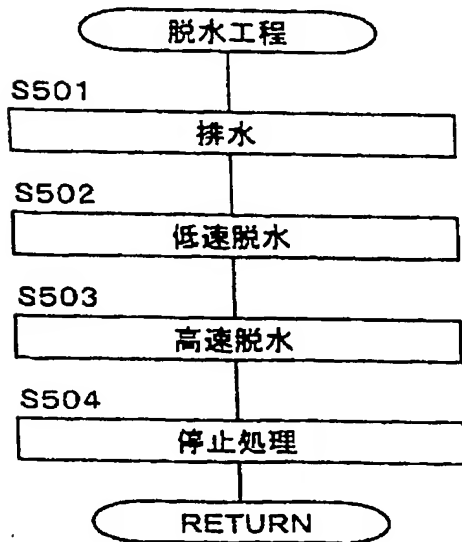 脱水工程
S501
排水
S502
低速脱水
S503
高速脱水
S504
停止処理
RETURN